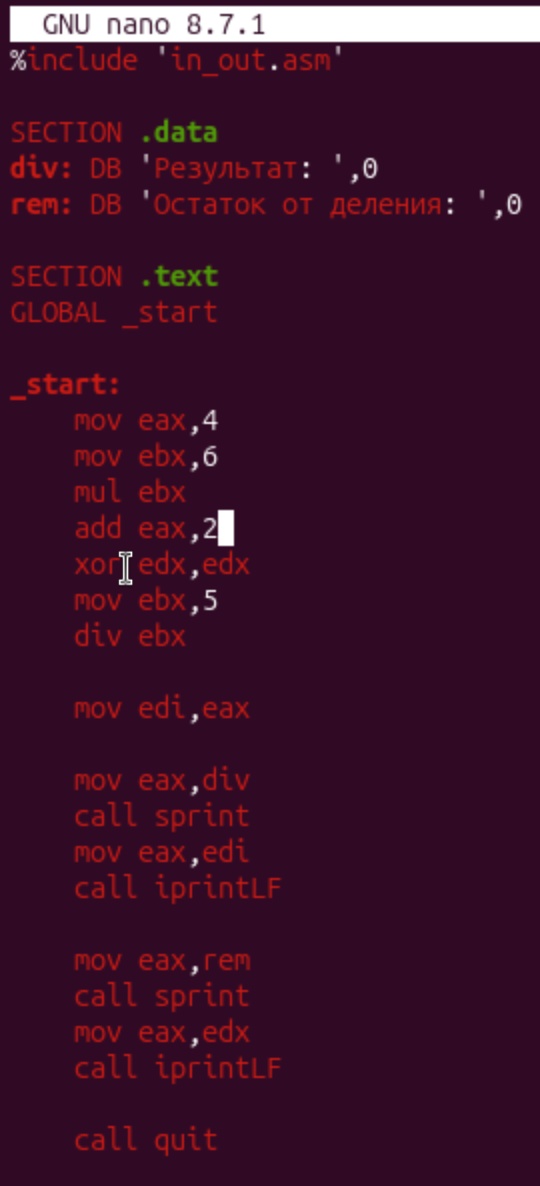 GNU nano 8.7.1
%include 'in_out.asm'
SECTION .data
div: DB 'Результат: ',0
rem: DB 'Остаток от деления: ',0
SECTION .text
GLOBAL _start
_start:
mov eax,4
mov ebx,6
mul ebx
add eax,2
xor edx,edx
mov ebx,5
div ebx
mov edi,eax
mov eax,div
call sprint
mov eax,edi
call iprintLF
mov eax,rem
call sprint
mov eax,edx
call iprintLF
call quit